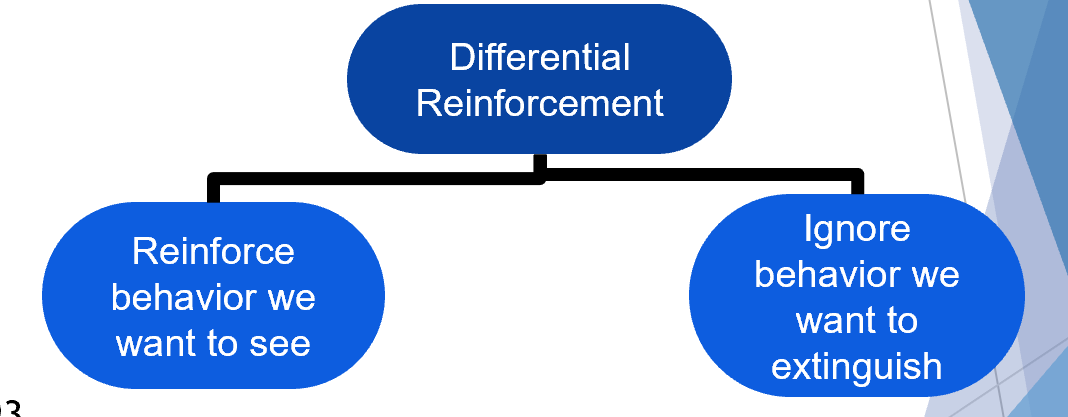 Differential
Reinforcement
Reinforce
behavior we
want to see
Ignore
behavior we
want to
extinguish